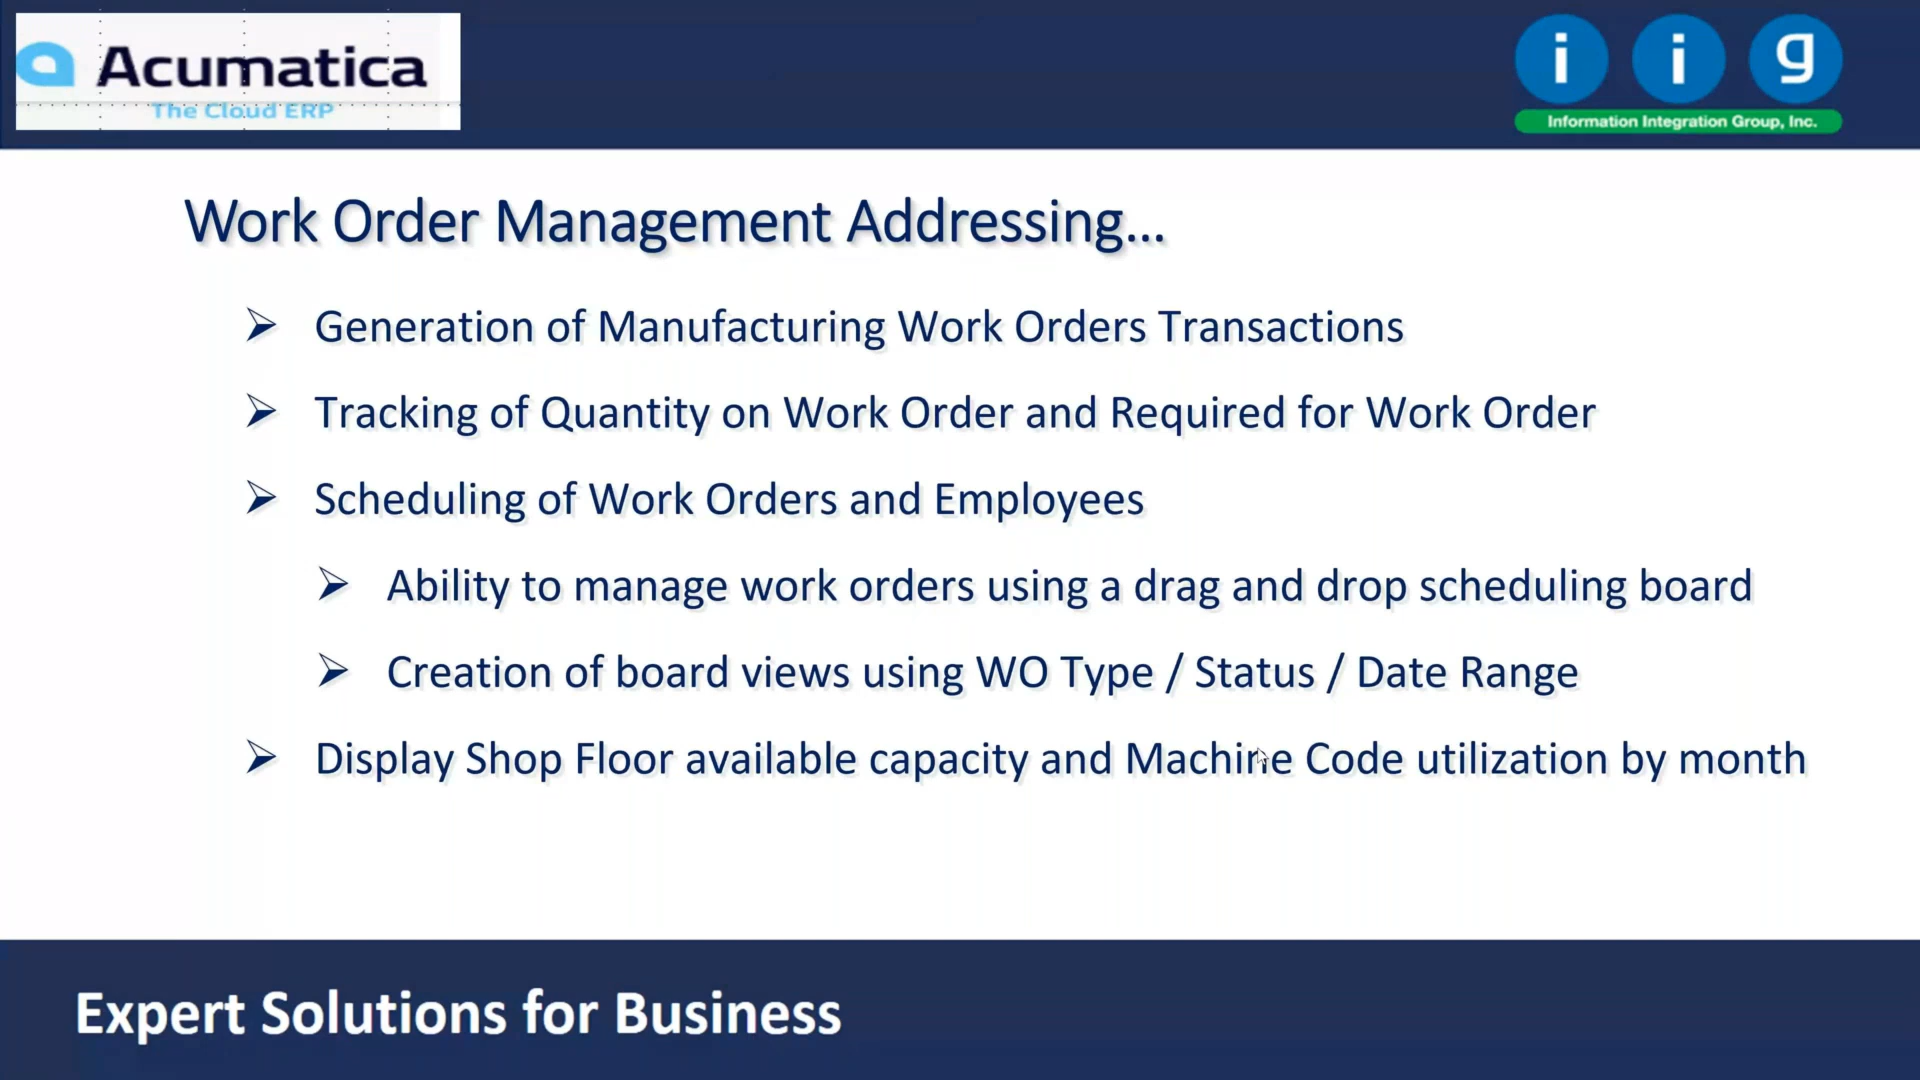 Acumatica
The Cloud ERP
i i g
Information Integration Group, Inc.
Work Order Management Addressing...
Generation of Manufacturing Work Orders Transactions
Tracking of Quantity on Work Order and Required for Work Order
Scheduling of Work Orders and Employees
Ability to manage work orders using a drag and drop scheduling board
Creation of board views using WO Type / Status / Date Range
Display Shop Floor available capacity and Machine Code utilization by month
Expert Solutions for Business